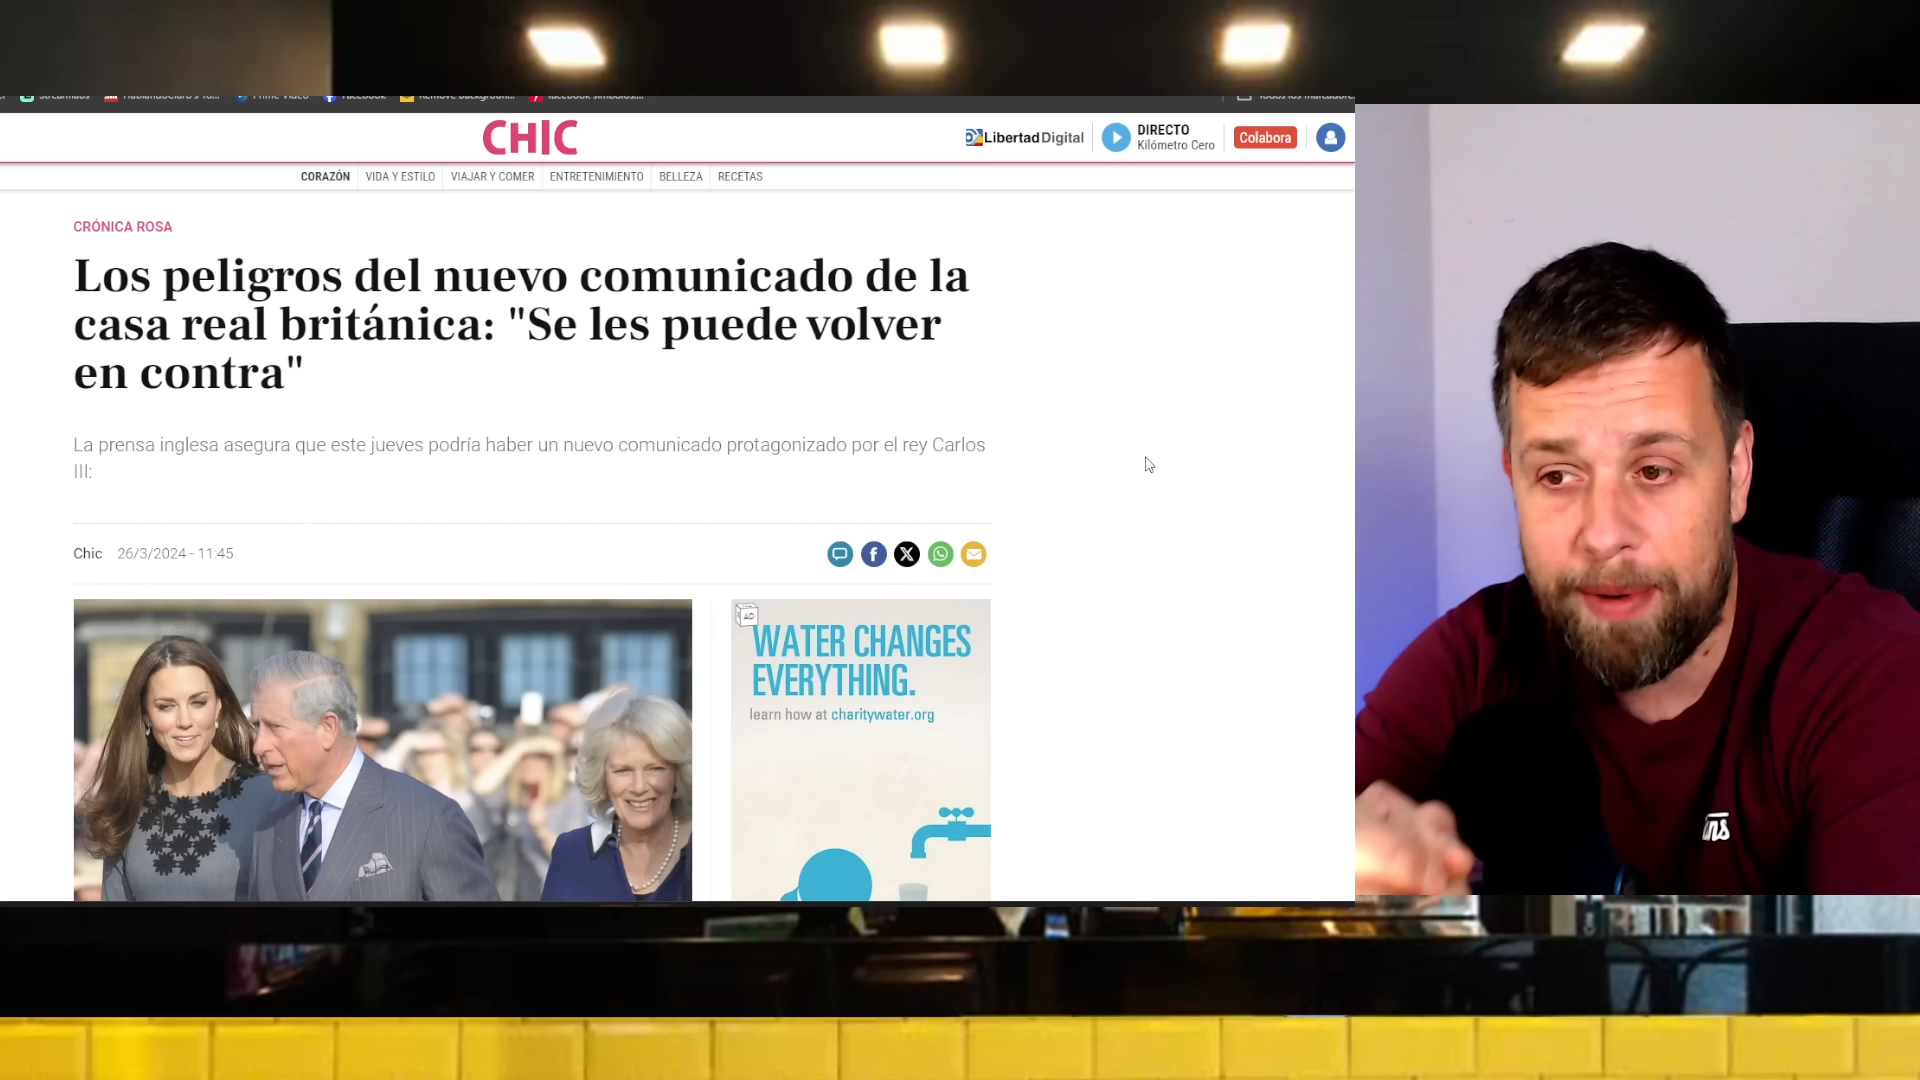 CHIC
LibertadDigital
DIRECTO
Kilómetro Cero
Colabora
CORAZÓN VIDA Y ESTILO VIAJAR Y COMER ENTRETENIMIENTO BELLEZA RECETAS
CRÓNICA ROSA
Los peligros del nuevo comunicado de la
casa real británica: "Se les puede volver
en contra"
La prensa inglesa asegura que este jueves podría haber un nuevo comunicado protagonizado por el rey Carlos
III:
Chic 26/3/2024 - 11:45
AD
WATER CHANGES
EVERYTHING.
learn how at charitywater.org